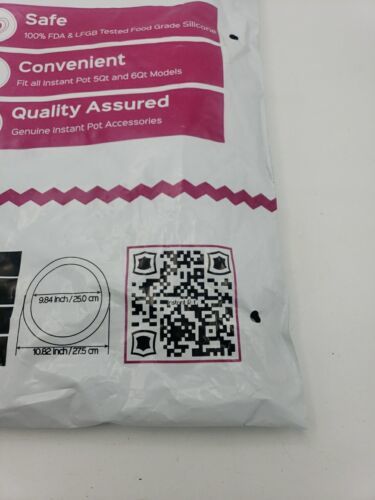 Safe
100% FDA & LFGB Tested Food Grade Silicone
Convenient
Fit all Instant Pot 5Qt and 6Qt Models
Quality Assured
Genuine Instant Pot Accessories
9.84 inch / 25.0 cm
10.82 inch / 27.5 cm